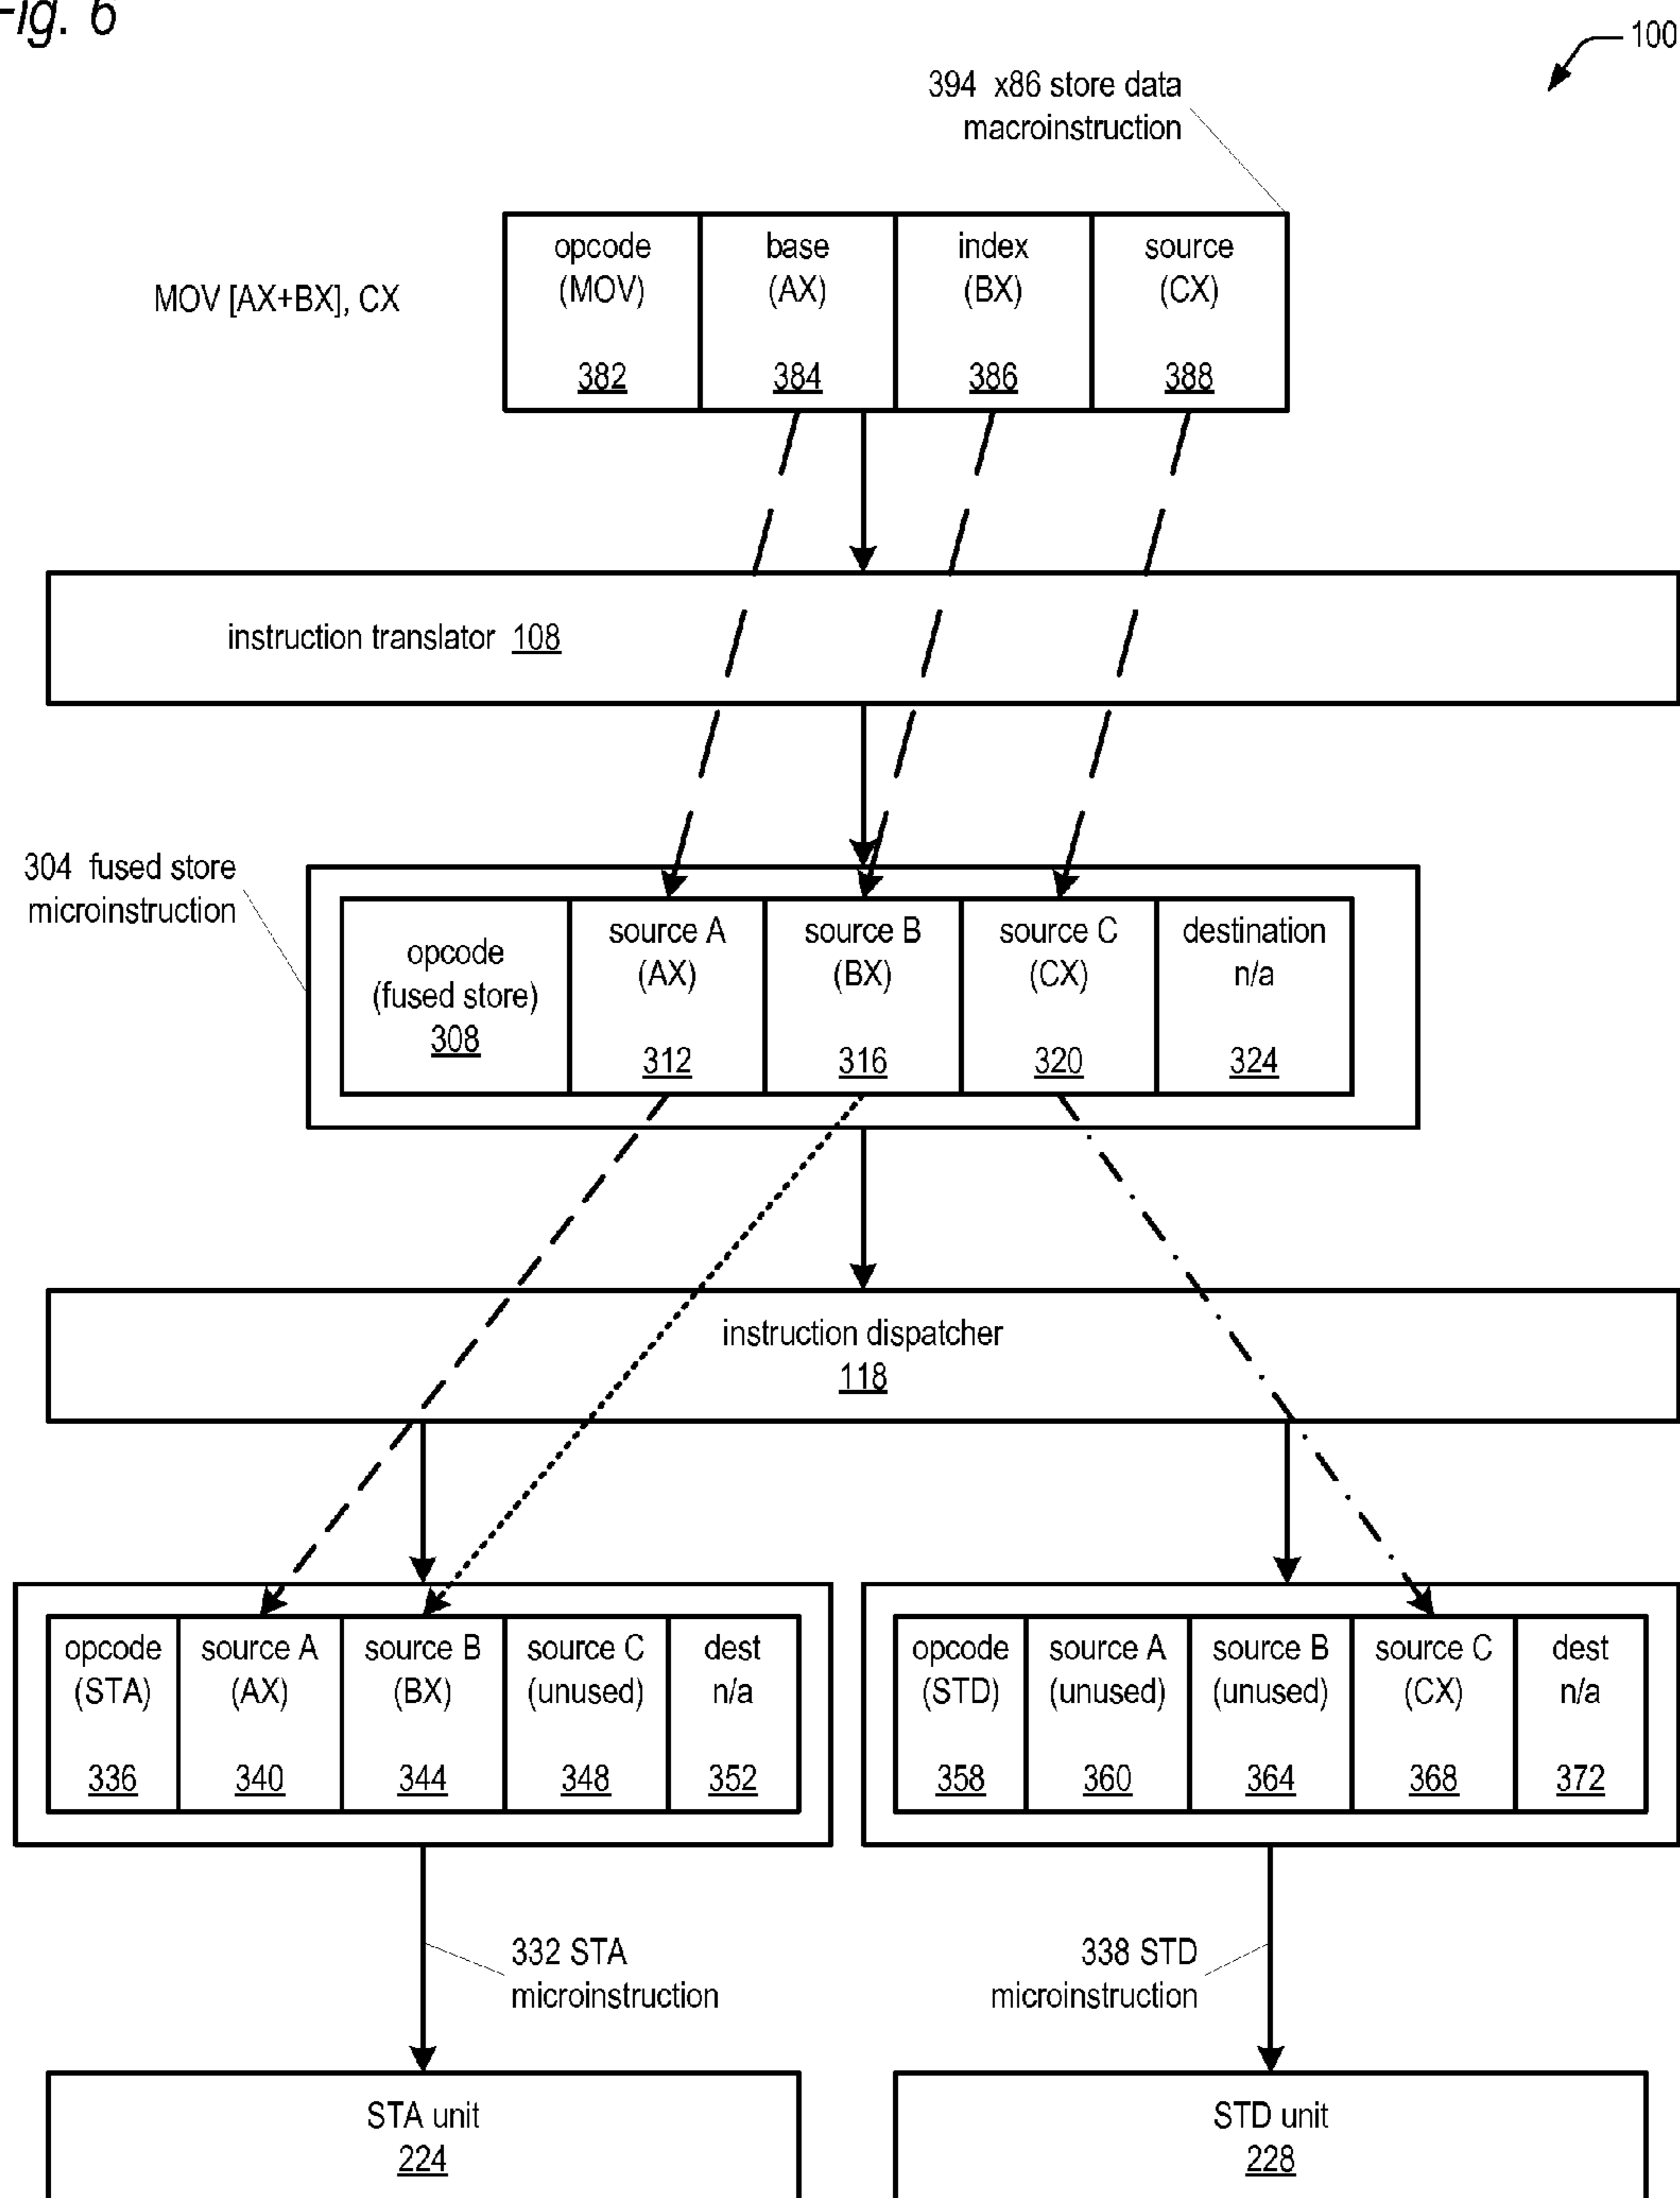 Fig. 6
100
394 x86 store data
macroinstruction
MOV [AX+BX], CX
opcode
(MOV)
382
base
(AX)
384
index
(BX)
386
source
(CX)
388
instruction translator 108
304 fused store
microinstruction
opcode
(fused store)
308
source A
(AX)
312
source B
(BX)
316
source C
(CX)
320
destination
n/a
324
instruction dispatcher
118
opcode
(STA)
336
source A
(AX)
340
source B
(BX)
344
source C
(unused)
348
dest
n/a
352
opcode
(STD)
358
source A
(unused)
360
source B
(unused)
364
source C
(CX)
368
dest
n/a
372
332 STA
microinstruction
338 STD
microinstruction
STA unit
224
STD unit
228